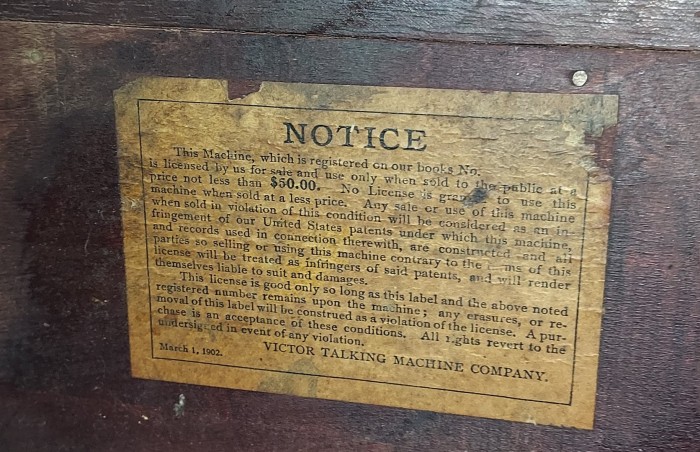 NOTICE
This Machine, which is registered on our books No.
is licensed by us for sale and use only when sold to the public at a
price not less than $50.00. No License is gran to use this
machine when sold at a less price. Any sale or use of this machine
when sold in violation of this condition will be considered as an in-
fringement of our United States patents under which this machine,
and records used in connection therewith, are constructed and all
parties so selling or using this machine contrary to the ms of this
license will be treated as infringers of said patents, and will render
themselves liable to suit and damages.
This license is good only so long as this label and the above noted
registered number remains upon the machine; any erasures, or re-
moval of this label will be construed as a violation of the license. A pur-
chase is an acceptance of these conditions. All rights revert to the
undersigned in event of any violation.
March 1, 1902. VICTOR TALKING MACHINE COMPANY.